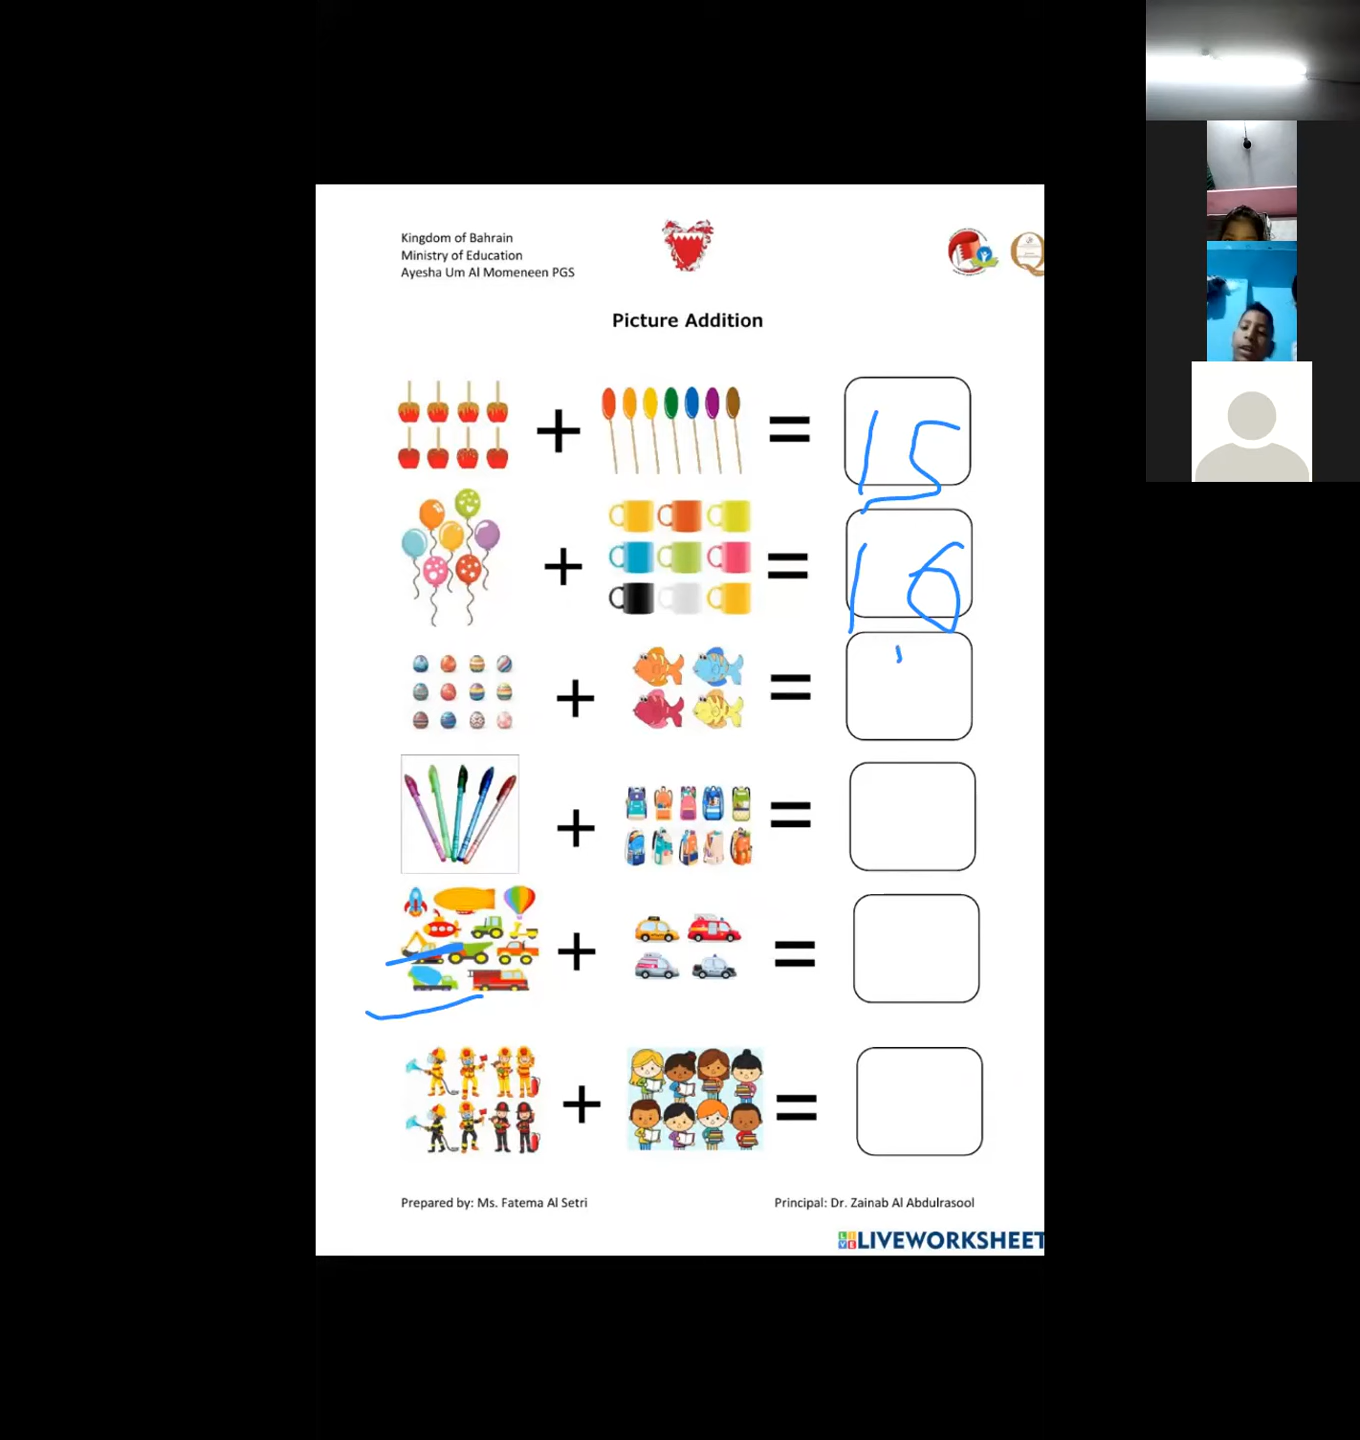 Kingdom of Bahrain
Ministry of Education
Ayesha Um Al Momeneen PGS
Picture Addition
+ = 15
+ = 16
+ =
+ =
+ =
+ =
Prepared by: Ms. Fatema Al Setri
Principal: Dr. Zainab Al Abdulrasool
LIVEWORKSHEET